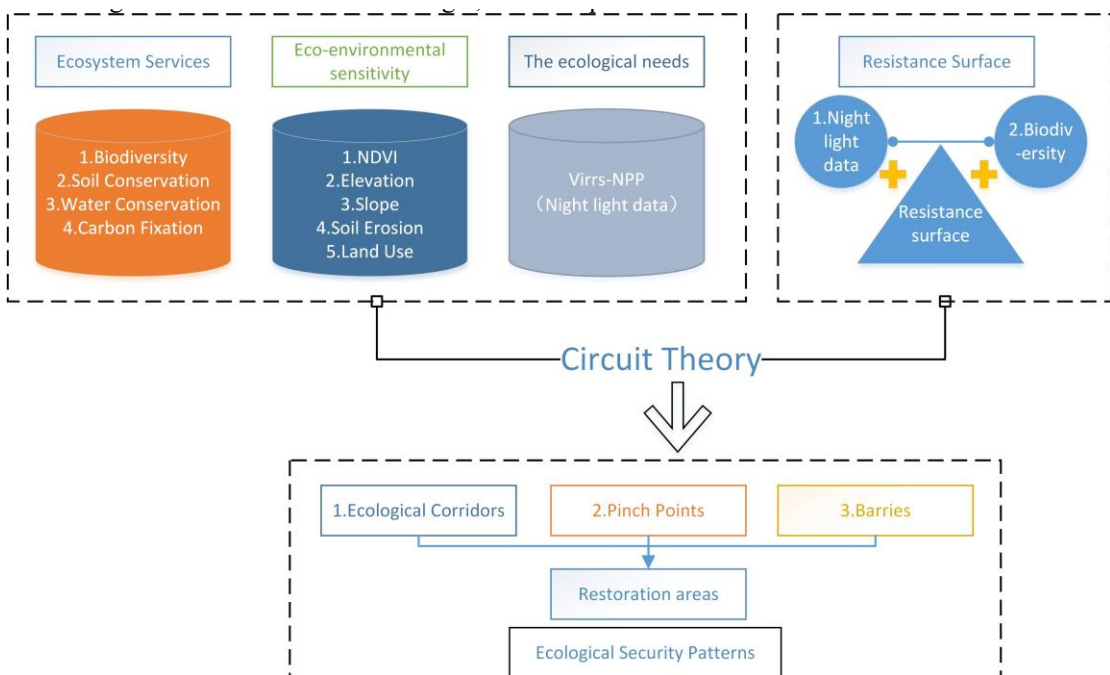 Ecosystem Services
Eco-environmental
sensitivity
The ecological needs
1.Biodiversity
2.Soil Conservation
3.Water Conservation
4.Carbon Fixation
1.NDVI
2.Elevation
3.Slope
4.Soil Erosion
5.Land Use
Virrs-NPP
（Night light data）
Resistance Surface
1.Night
light
data
2.Biodiv
-ersity
Resistance
surface
Circuit Theory
1.Ecological Corridors
2.Pinch Points
3.Barries
Restoration areas
Ecological Security Patterns